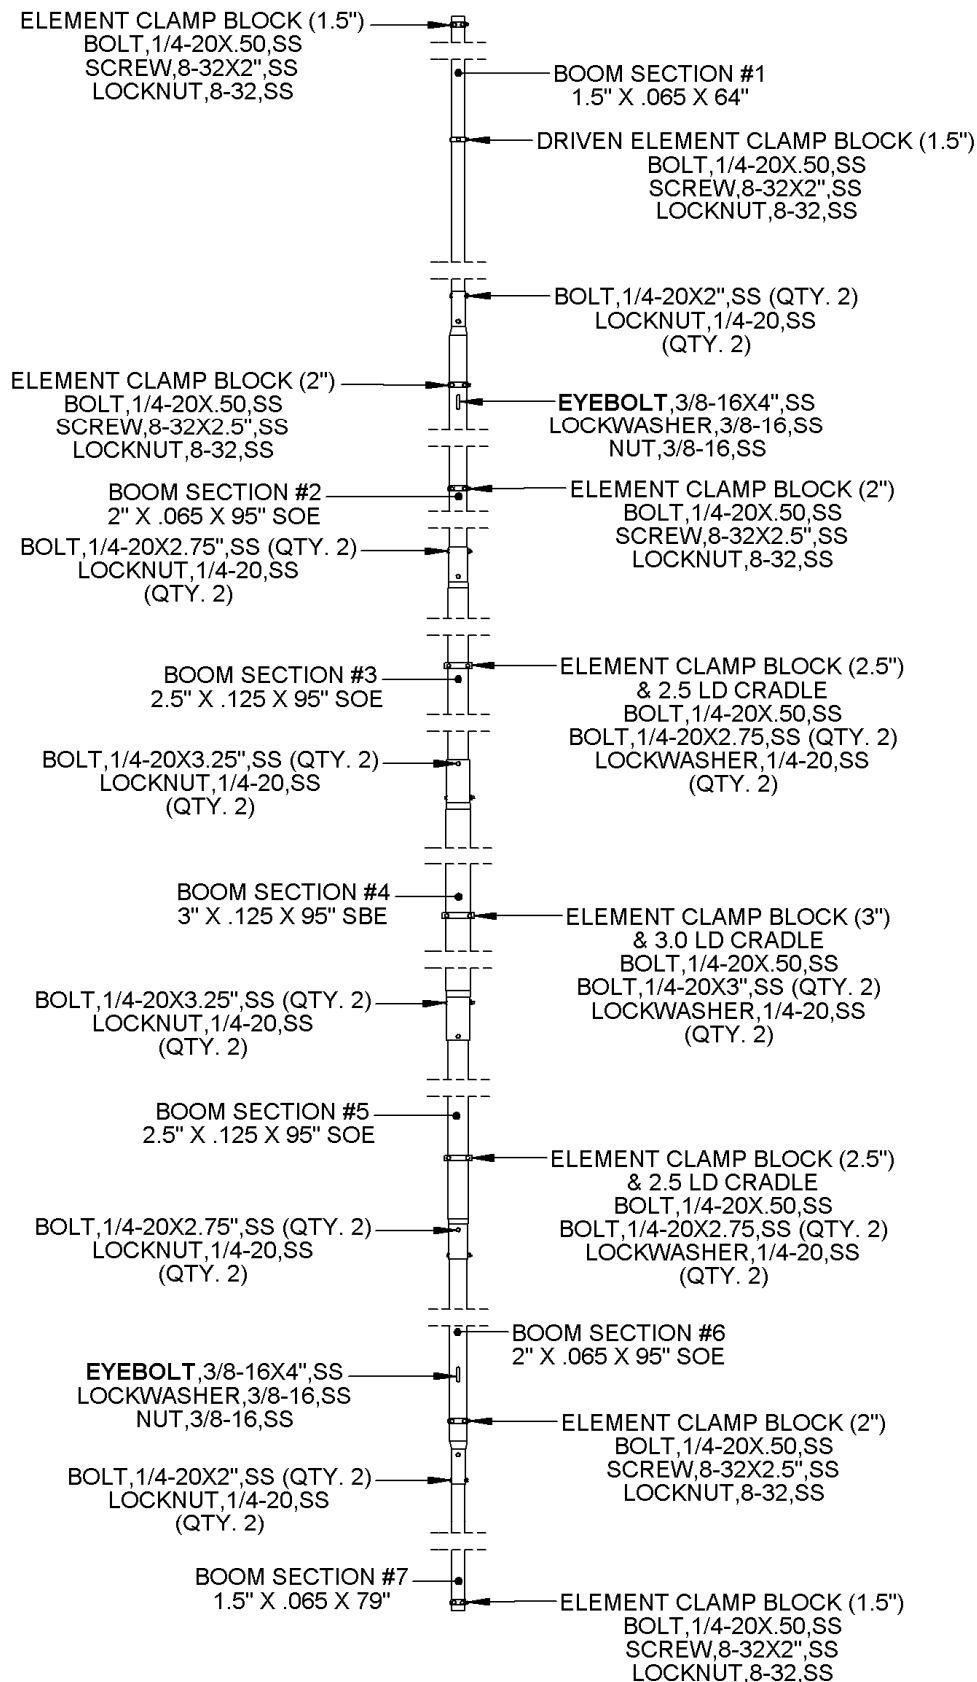 ELEMENT CLAMP BLOCK (1.5")
BOLT,1/4-20X.50,SS
SCREW,8-32X2",SS
LOCKNUT,8-32,SS
BOOM SECTION #1
1.5" X .065 X 64"
DRIVEN ELEMENT CLAMP BLOCK (1.5")
BOLT,1/4-20X.50,SS
SCREW,8-32X2",SS
LOCKNUT,8-32,SS
BOLT,1/4-20X2",SS (QTY. 2)
LOCKNUT,1/4-20,SS
(QTY. 2)
ELEMENT CLAMP BLOCK (2")
BOLT,1/4-20X.50,SS
SCREW,8-32X2.5",SS
LOCKNUT,8-32,SS
EYEBOLT,3/8-16X4",SS
LOCKWASHER,3/8-16,SS
NUT,3/8-16,SS
BOOM SECTION #2
2" X .065 X 95" SOE
ELEMENT CLAMP BLOCK (2")
BOLT,1/4-20X.50,SS
SCREW,8-32X2.5",SS
LOCKNUT,8-32,SS
BOLT,1/4-20X2.75",SS (QTY. 2)
LOCKNUT,1/4-20,SS
(QTY. 2)
BOOM SECTION #3
2.5" X .125 X 95" SOE
ELEMENT CLAMP BLOCK (2.5")
& 2.5 LD CRADLE
BOLT,1/4-20X.50,SS
BOLT,1/4-20X2.75,SS (QTY. 2)
LOCKWASHER,1/4-20,SS
(QTY. 2)
BOLT,1/4-20X3.25",SS (QTY. 2)
LOCKNUT,1/4-20,SS
(QTY. 2)
BOOM SECTION #4
3" X .125 X 95" SBE
ELEMENT CLAMP BLOCK (3")
& 3.0 LD CRADLE
BOLT,1/4-20X.50,SS
BOLT,1/4-20X3",SS (QTY. 2)
LOCKWASHER,1/4-20,SS
(QTY. 2)
BOLT,1/4-20X3.25",SS (QTY. 2)
LOCKNUT,1/4-20,SS
(QTY. 2)
BOOM SECTION #5
2.5" X .125 X 95" SOE
ELEMENT CLAMP BLOCK (2.5")
& 2.5 LD CRADLE
BOLT,1/4-20X.50,SS
BOLT,1/4-20X2.75,SS (QTY. 2)
LOCKWASHER,1/4-20,SS
(QTY. 2)
BOLT,1/4-20X2.75",SS (QTY. 2)
LOCKNUT,1/4-20,SS
(QTY. 2)
BOOM SECTION #6
2" X .065 X 95" SOE
EYEBOLT,3/8-16X4",SS
LOCKWASHER,3/8-16,SS
NUT,3/8-16,SS
ELEMENT CLAMP BLOCK (2")
BOLT,1/4-20X.50,SS
SCREW,8-32X2.5",SS
LOCKNUT,8-32,SS
BOLT,1/4-20X2",SS (QTY. 2)
LOCKNUT,1/4-20,SS
(QTY. 2)
BOOM SECTION #7
1.5" X .065 X 79"
ELEMENT CLAMP BLOCK (1.5")
BOLT,1/4-20X.50,SS
SCREW,8-32X2",SS
LOCKNUT,8-32,SS